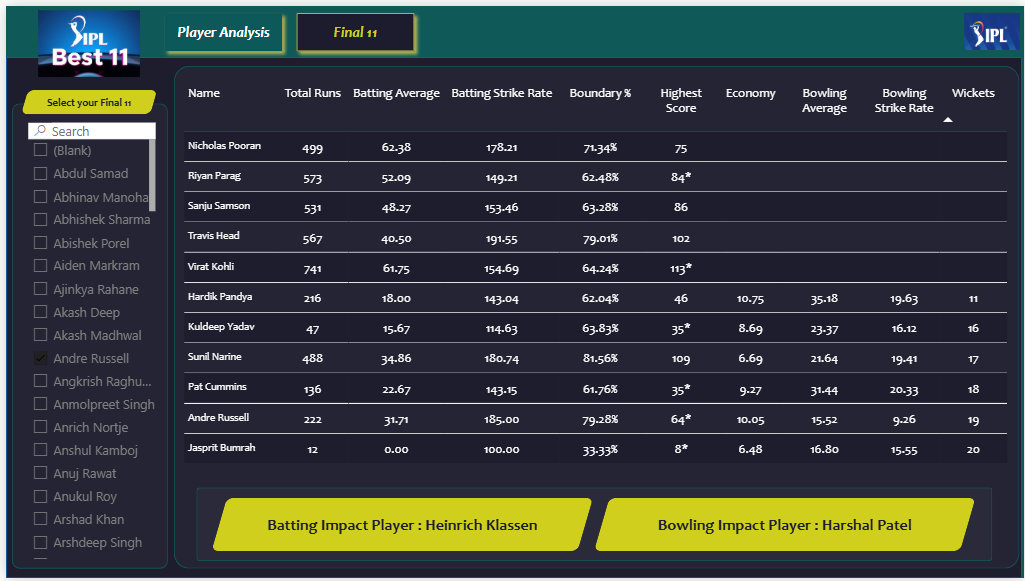 IPL
Best 11
Player Analysis
Final 11
IPL
Select your Final 11
Search
(Blank)
Abdul Samad
Abhinav Manoha
Abhishek Sharma
Abishek Porel
Aiden Markram
Ajinkya Rahane
Akash Deep
Akash Madhwal
Andre Russell
Angkrish Raghu...
Anmolpreet Singh
Anrich Nortje
Anshul Kamboj
Anuj Rawat
Anukul Roy
Arshad Khan
Arshdeep Singh
Name Total Runs Batting Average Batting Strike Rate Boundary % Highest Score Economy Bowling Average Bowling Strike Rate Wickets
Nicholas Pooran 499 62.38 178.21 71.34% 75
Riyan Parag 573 52.09 149.21 62.48% 84*
Sanju Samson 531 48.27 153.46 63.28% 86
Travis Head 567 40.50 191.55 79.01% 102
Virat Kohli 741 61.75 154.69 64.24% 113*
Hardik Pandya 216 18.00 143.04 62.04% 46 10.75 35.18 19.63 11
Kuldeep Yadav 47 15.67 114.63 63.83% 35* 8.69 23.37 16.12 16
Sunil Narine 488 34.86 180.74 81.56% 109 6.69 21.64 19.41 17
Pat Cummins 136 22.67 143.15 61.76% 35* 9.27 31.44 20.33 18
Andre Russell 222 31.71 185.00 79.28% 64* 10.05 15.52 9.26 19
Jasprit Bumrah 12 0.00 100.00 33.33% 8* 6.48 16.80 15.55 20
Batting Impact Player : Heinrich Klassen
Bowling Impact Player : Harshal Patel